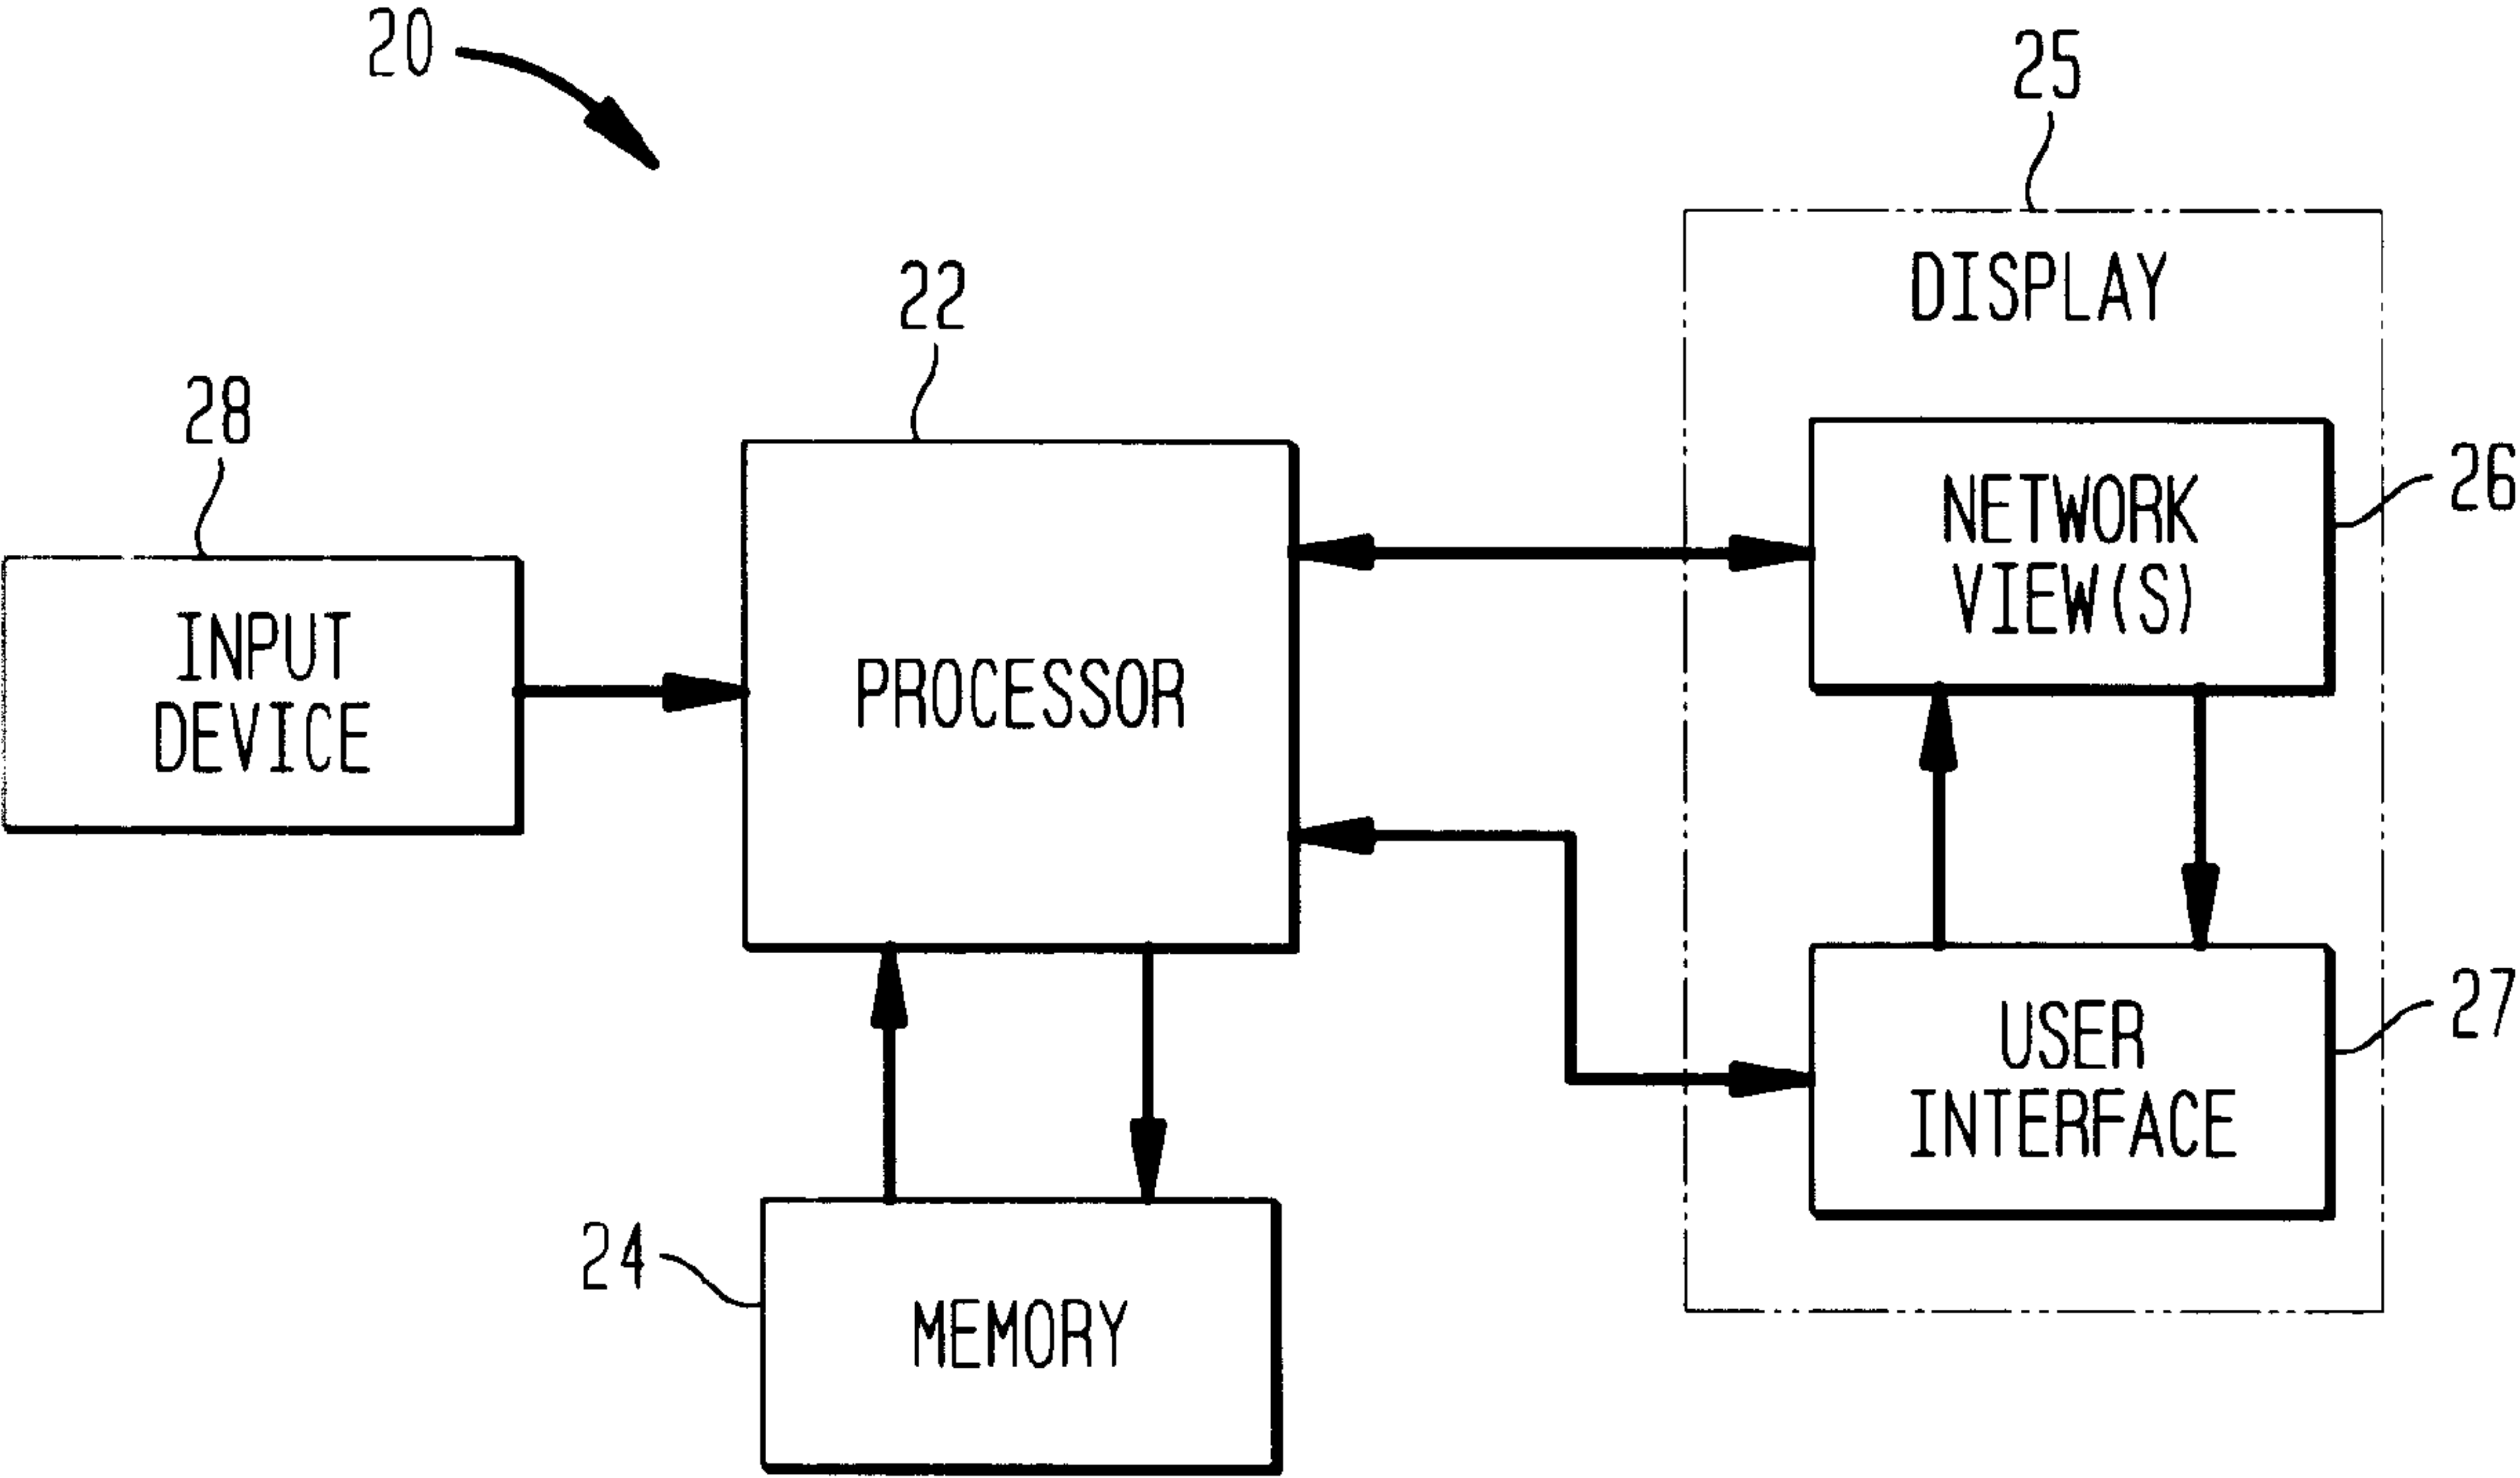 20
25
DISPLAY
22
28
26
NETWORK
VIEW(S)
INPUT
DEVICE
PROCESSOR
27
USER
INTERFACE
24
MEMORY